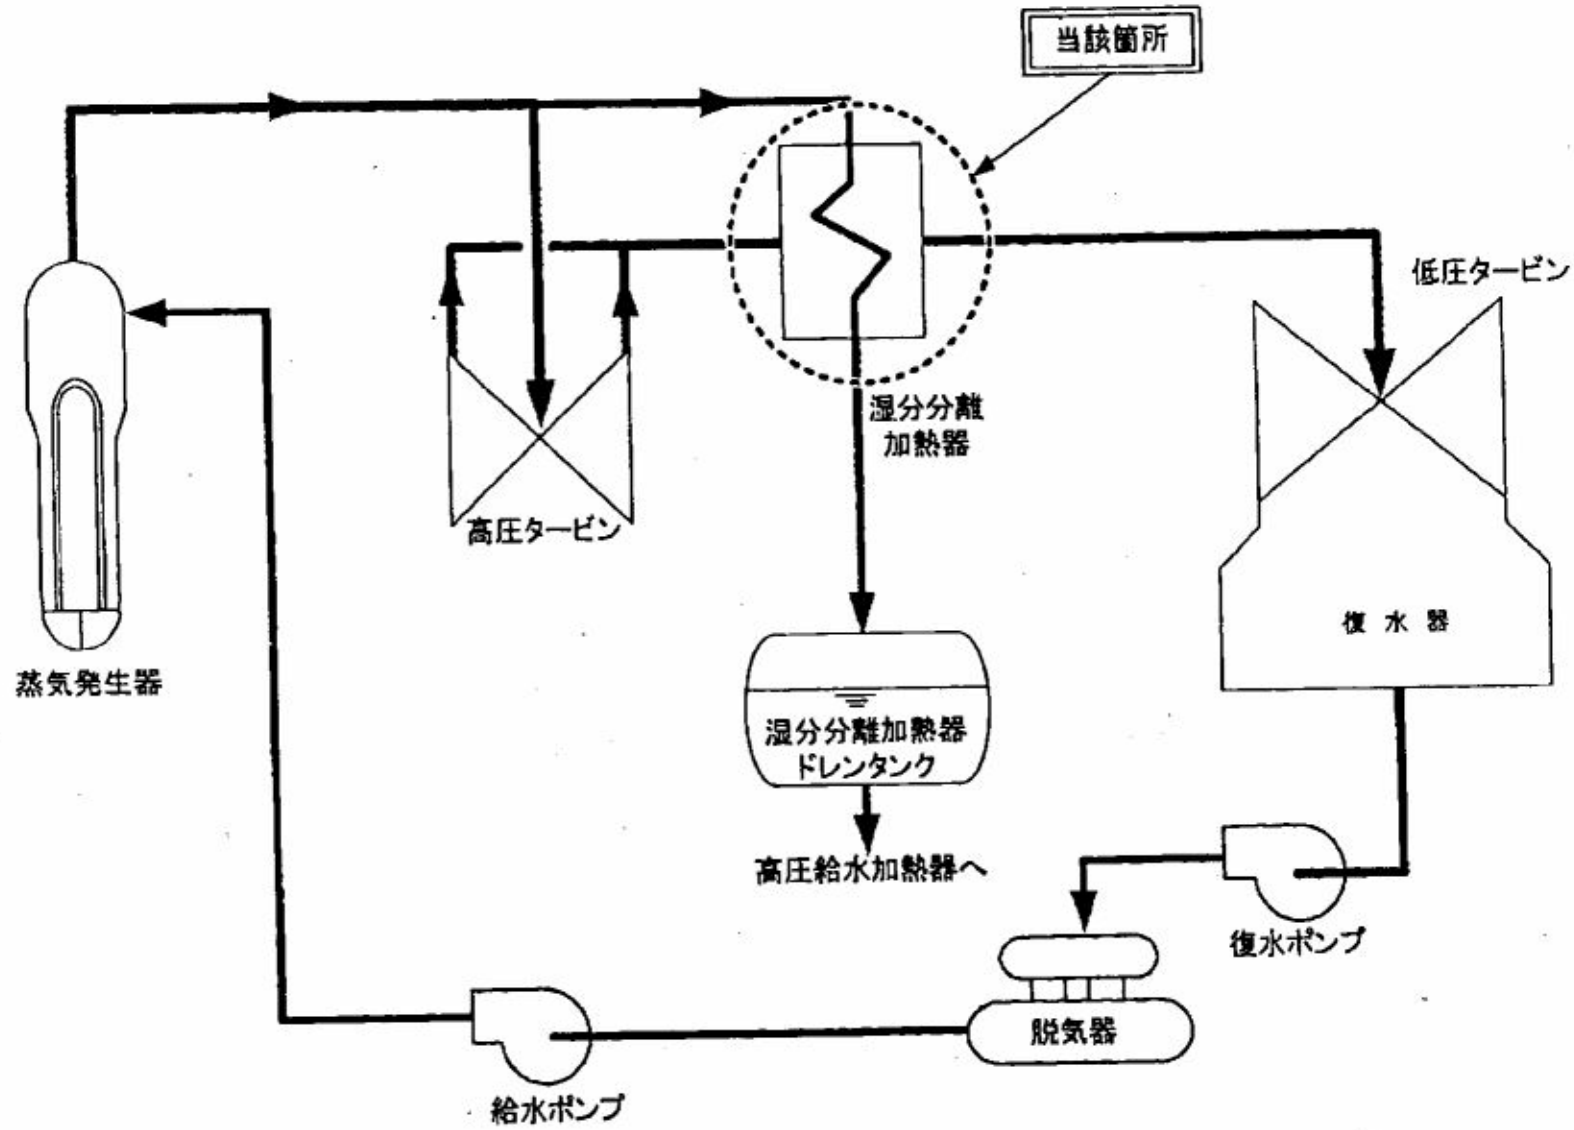 当該箇所
低圧タービン
湿分分離
加熱器
高圧タービン
復水器
蒸気発生器
湿分分離加熱器
ドレンタンク
高圧給水加熱器へ
復水ポンプ
脱気器
給水ポンプ